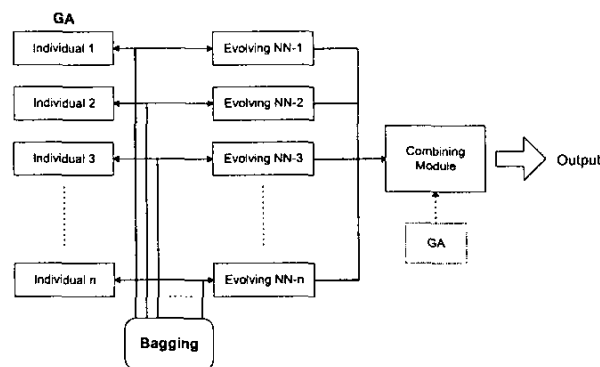 GA
Individual 1
Evolving NN-1
Individual 2
Evolving NN-2
Individual 3
Evolving NN-3
Combining
Module
Output
GA
Individual n
Evolving NN-n
Bagging